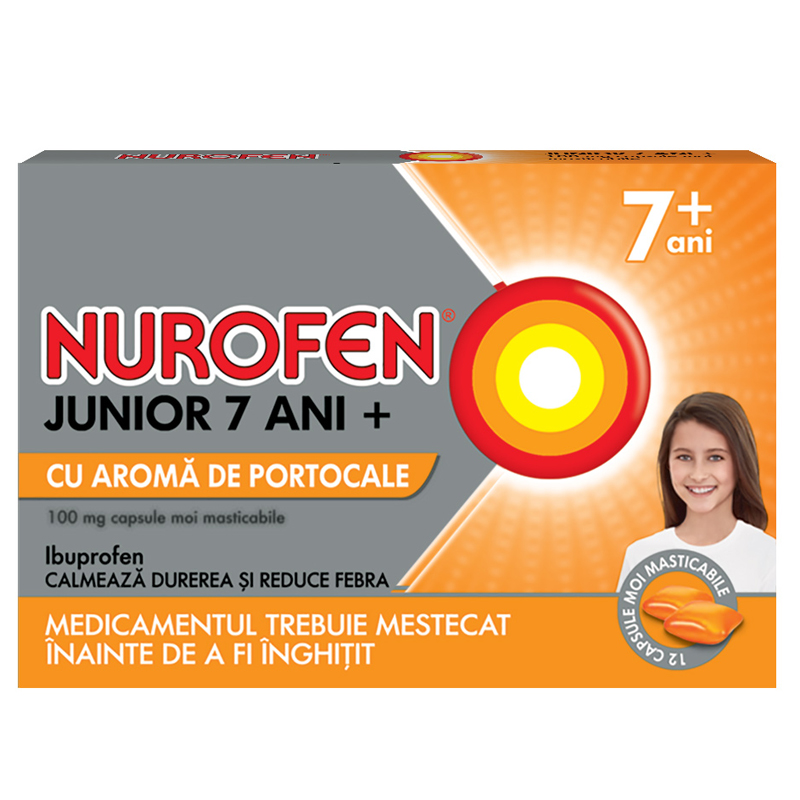 NUROFEN
7+
ani
NUROFEN®
JUNIOR 7 ANI +
CU AROMĂ DE PORTOCALE
100 mg capsule moi masticabile
Ibuprofen
CALMEAZĂ DUREREA ȘI REDUCE FEBRA
MEDICAMENTUL TREBUIE MESTECAT
ÎNAINTE DE A FI ÎNGHIȚIT
12 CAPSULE MOI MASTICABILE